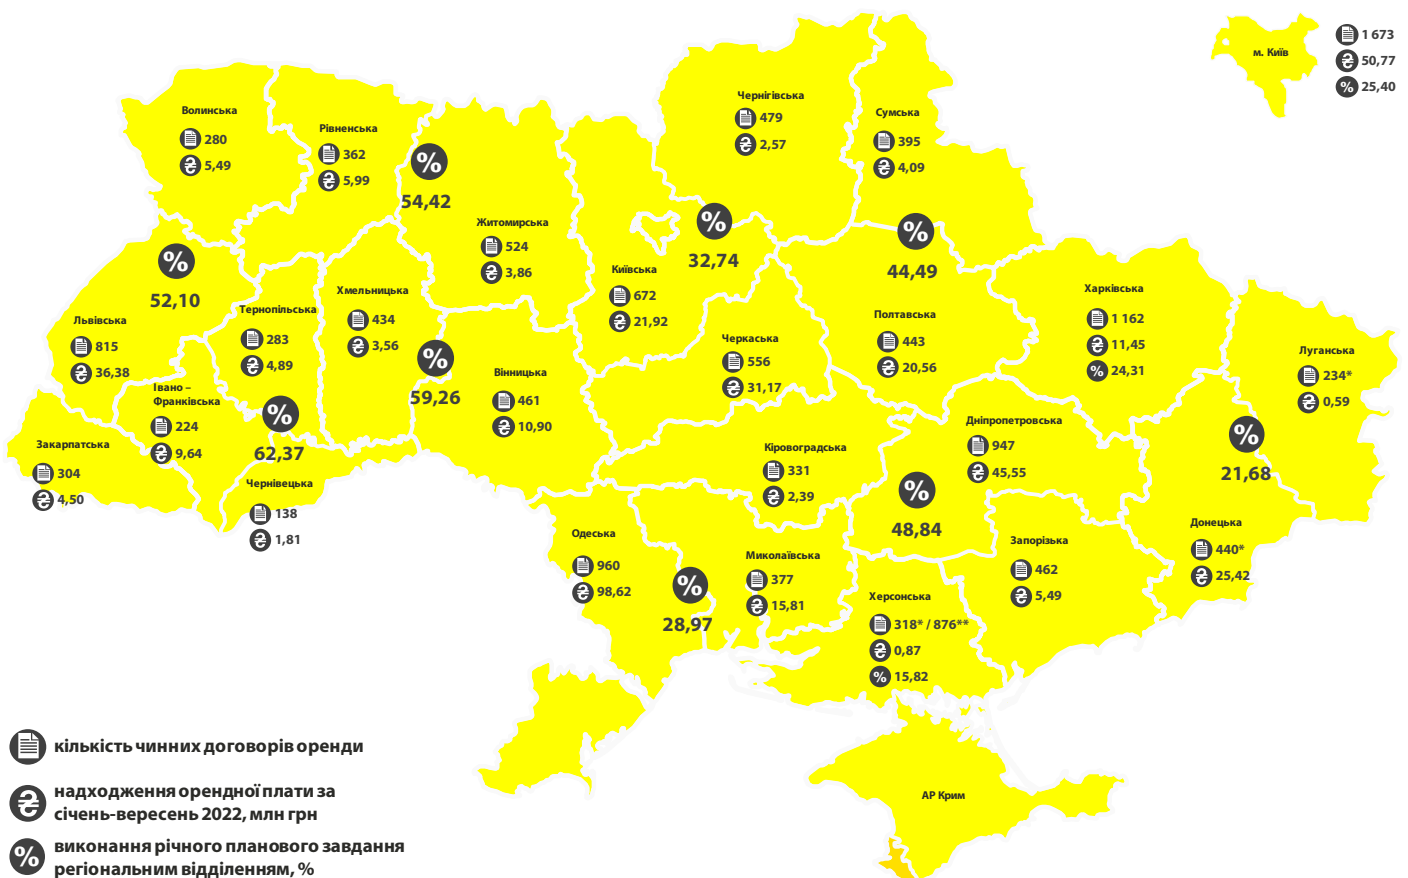 м. Київ
1 673
50,77
% 25,40
Волинська
280
5,49
Рівненська
362
5,99
%
54,42
Житомирська
524
3,86
Чернігівська
479
2,57
Сумська
395
4,09
%
32,74
%
44,49
Київська
672
21,92
%
52,10
Львівська
815
36,38
Тернопільська
283
4,89
Хмельницька
434
3,56
%
59,26
Вінницька
461
10,90
Черкаська
556
31,17
Полтавська
443
20,56
Харківська
1 162
11,45
% 24,31
Луганська
234*
0,59
Івано –
Франківська
224
9,64
%
62,37
Закарпатська
304
4,50
Чернівецька
138
1,81
Кіровоградська
331
2,39
Дніпропетровська
947
45,55
%
48,84
%
21,68
Донецька
440*
25,42
Одеська
960
98,62
%
28,97
Миколаївська
377
15,81
Запорізька
462
5,49
Херсонська
318* / 876**
0,87
% 15,82
АР Крим
кількість чинних договорів оренди
₴ надходження орендної плати за
січень-вересень 2022, млн грн
% виконання річного планового завдання
регіональним відділенням, %